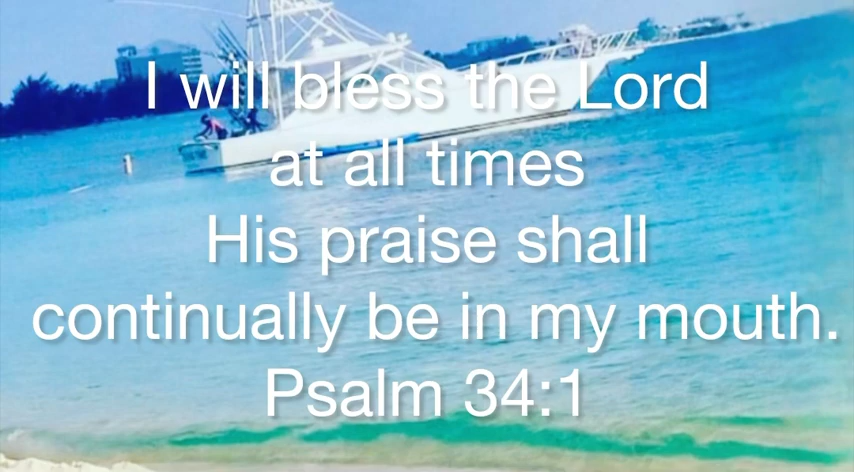 I will bless the Lord
at all times
His praise shall
continually be in my mouth.
Psalm 34:1